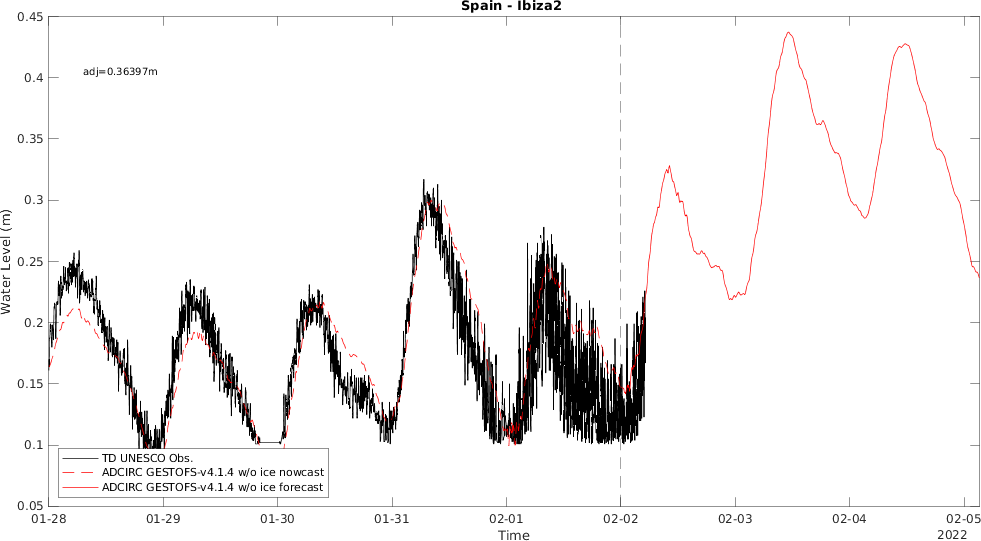 Spain - Ibiza2
0.45
0.4
0.35
0.3
0.25
0.2
0.15
0.1
0.05
Water Level (m)
adj=0.36397m
TD UNESCO Obs.
ADCIRC GESTOFS-v4.1.4 w/o ice nowcast
ADCIRC GESTOFS-v4.1.4 w/o ice forecast
01-28 01-29 01-30 01-31 02-01 02-02 02-03 02-04 02-05
Time
2022